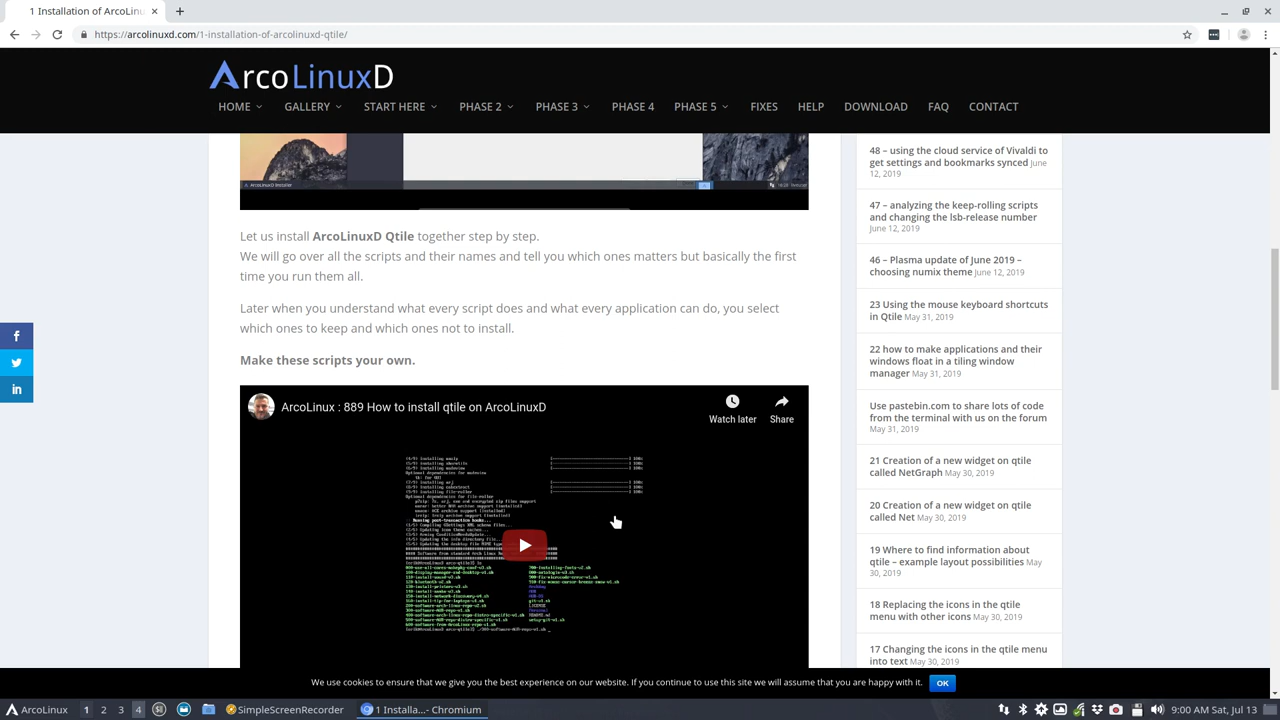 1 Installation of ArcoLinu
https://arcolinuxd.com/1-installation-of-arcolinuxd-qtile/
ArcoLinuxD
HOME GALLERY START HERE PHASE 2 PHASE 3 PHASE 4 PHASE 5 FIXES HELP DOWNLOAD FAQ CONTACT
ArcoLinuxD Installer
Let us install ArcoLinuxD Qtile together step by step.
We will go over all the scripts and their names and tell you which ones matters but basically the first
time you run them all.
Later when you understand what every script does and what every application can do, you select
which ones to keep and which ones not to install.
Make these scripts your own.
ArcoLinux : 889 How to install qtile on ArcoLinuxD
Watch later
Share
48 – using the cloud service of Vivaldi to
get settings and bookmarks synced June
12, 2019
47 – analyzing the keep-rolling scripts
and changing the lsb-release number
June 12, 2019
46 – Plasma update of June 2019 –
choosing numix theme June 12, 2019
23 Using the mouse keyboard shortcuts
in Qtile May 31, 2019
22 how to make applications and their
windows float in a tiling window
manager May 31, 2019
Use pastebin.com to share lots of code
from the terminal with us on the forum
May 31, 2019
21 Creation of a new widget on qtile
called NetGraph May 30, 2019
20 Creation of a new widget on qtile
called Net May 30, 2019
19 Where to find information about
qtile – example layout possibilities May
30, 2019
18 Replacing the icons in the qtile
menu with other icons May 30, 2019
17 Changing the icons in the qtile menu
into text May 30, 2019
We use cookies to ensure that we give you the best experience on our website. If you continue to use this site we will assume that you are happy with it.
OK
ArcoLinux 1 2 3 4 5 SimpleScreenRecorder 1 Installa... - Chromium 9:00 AM Sat, Jul 13